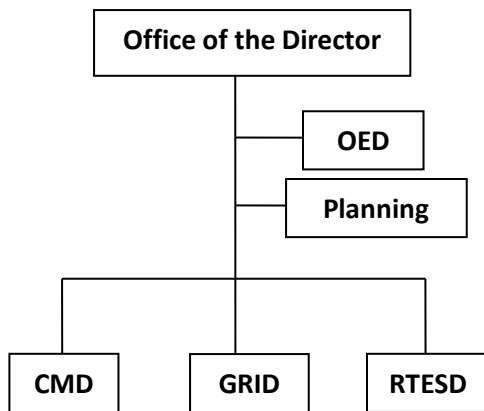 Office of the Director
OED
Planning
CMD
GRID
RTESD